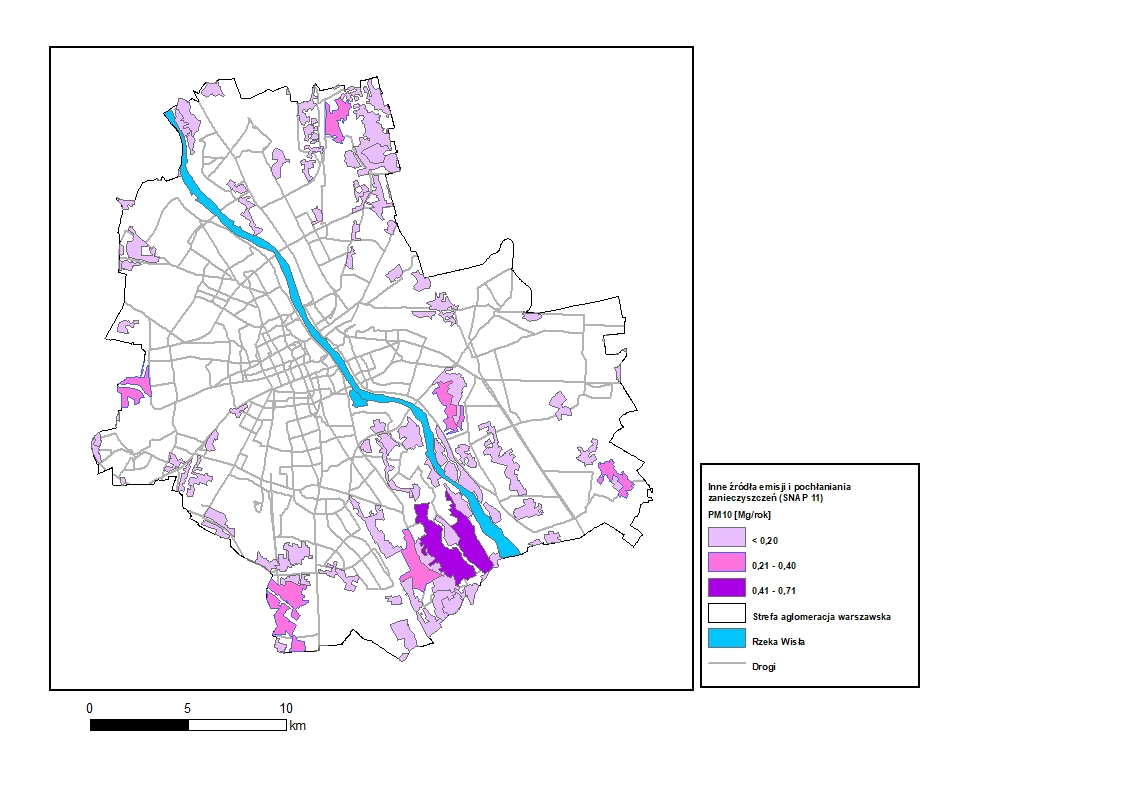 Inne źródła emisji i pochłaniania
zanieczyszczeń (SNAP 11)
PM10 [Mg/rok]
< 0,20
0,21 - 0,40
0,41 - 0,71
Strefa aglomeracja warszawska
Rzeka Wisła
Drogi
0 5 10
km